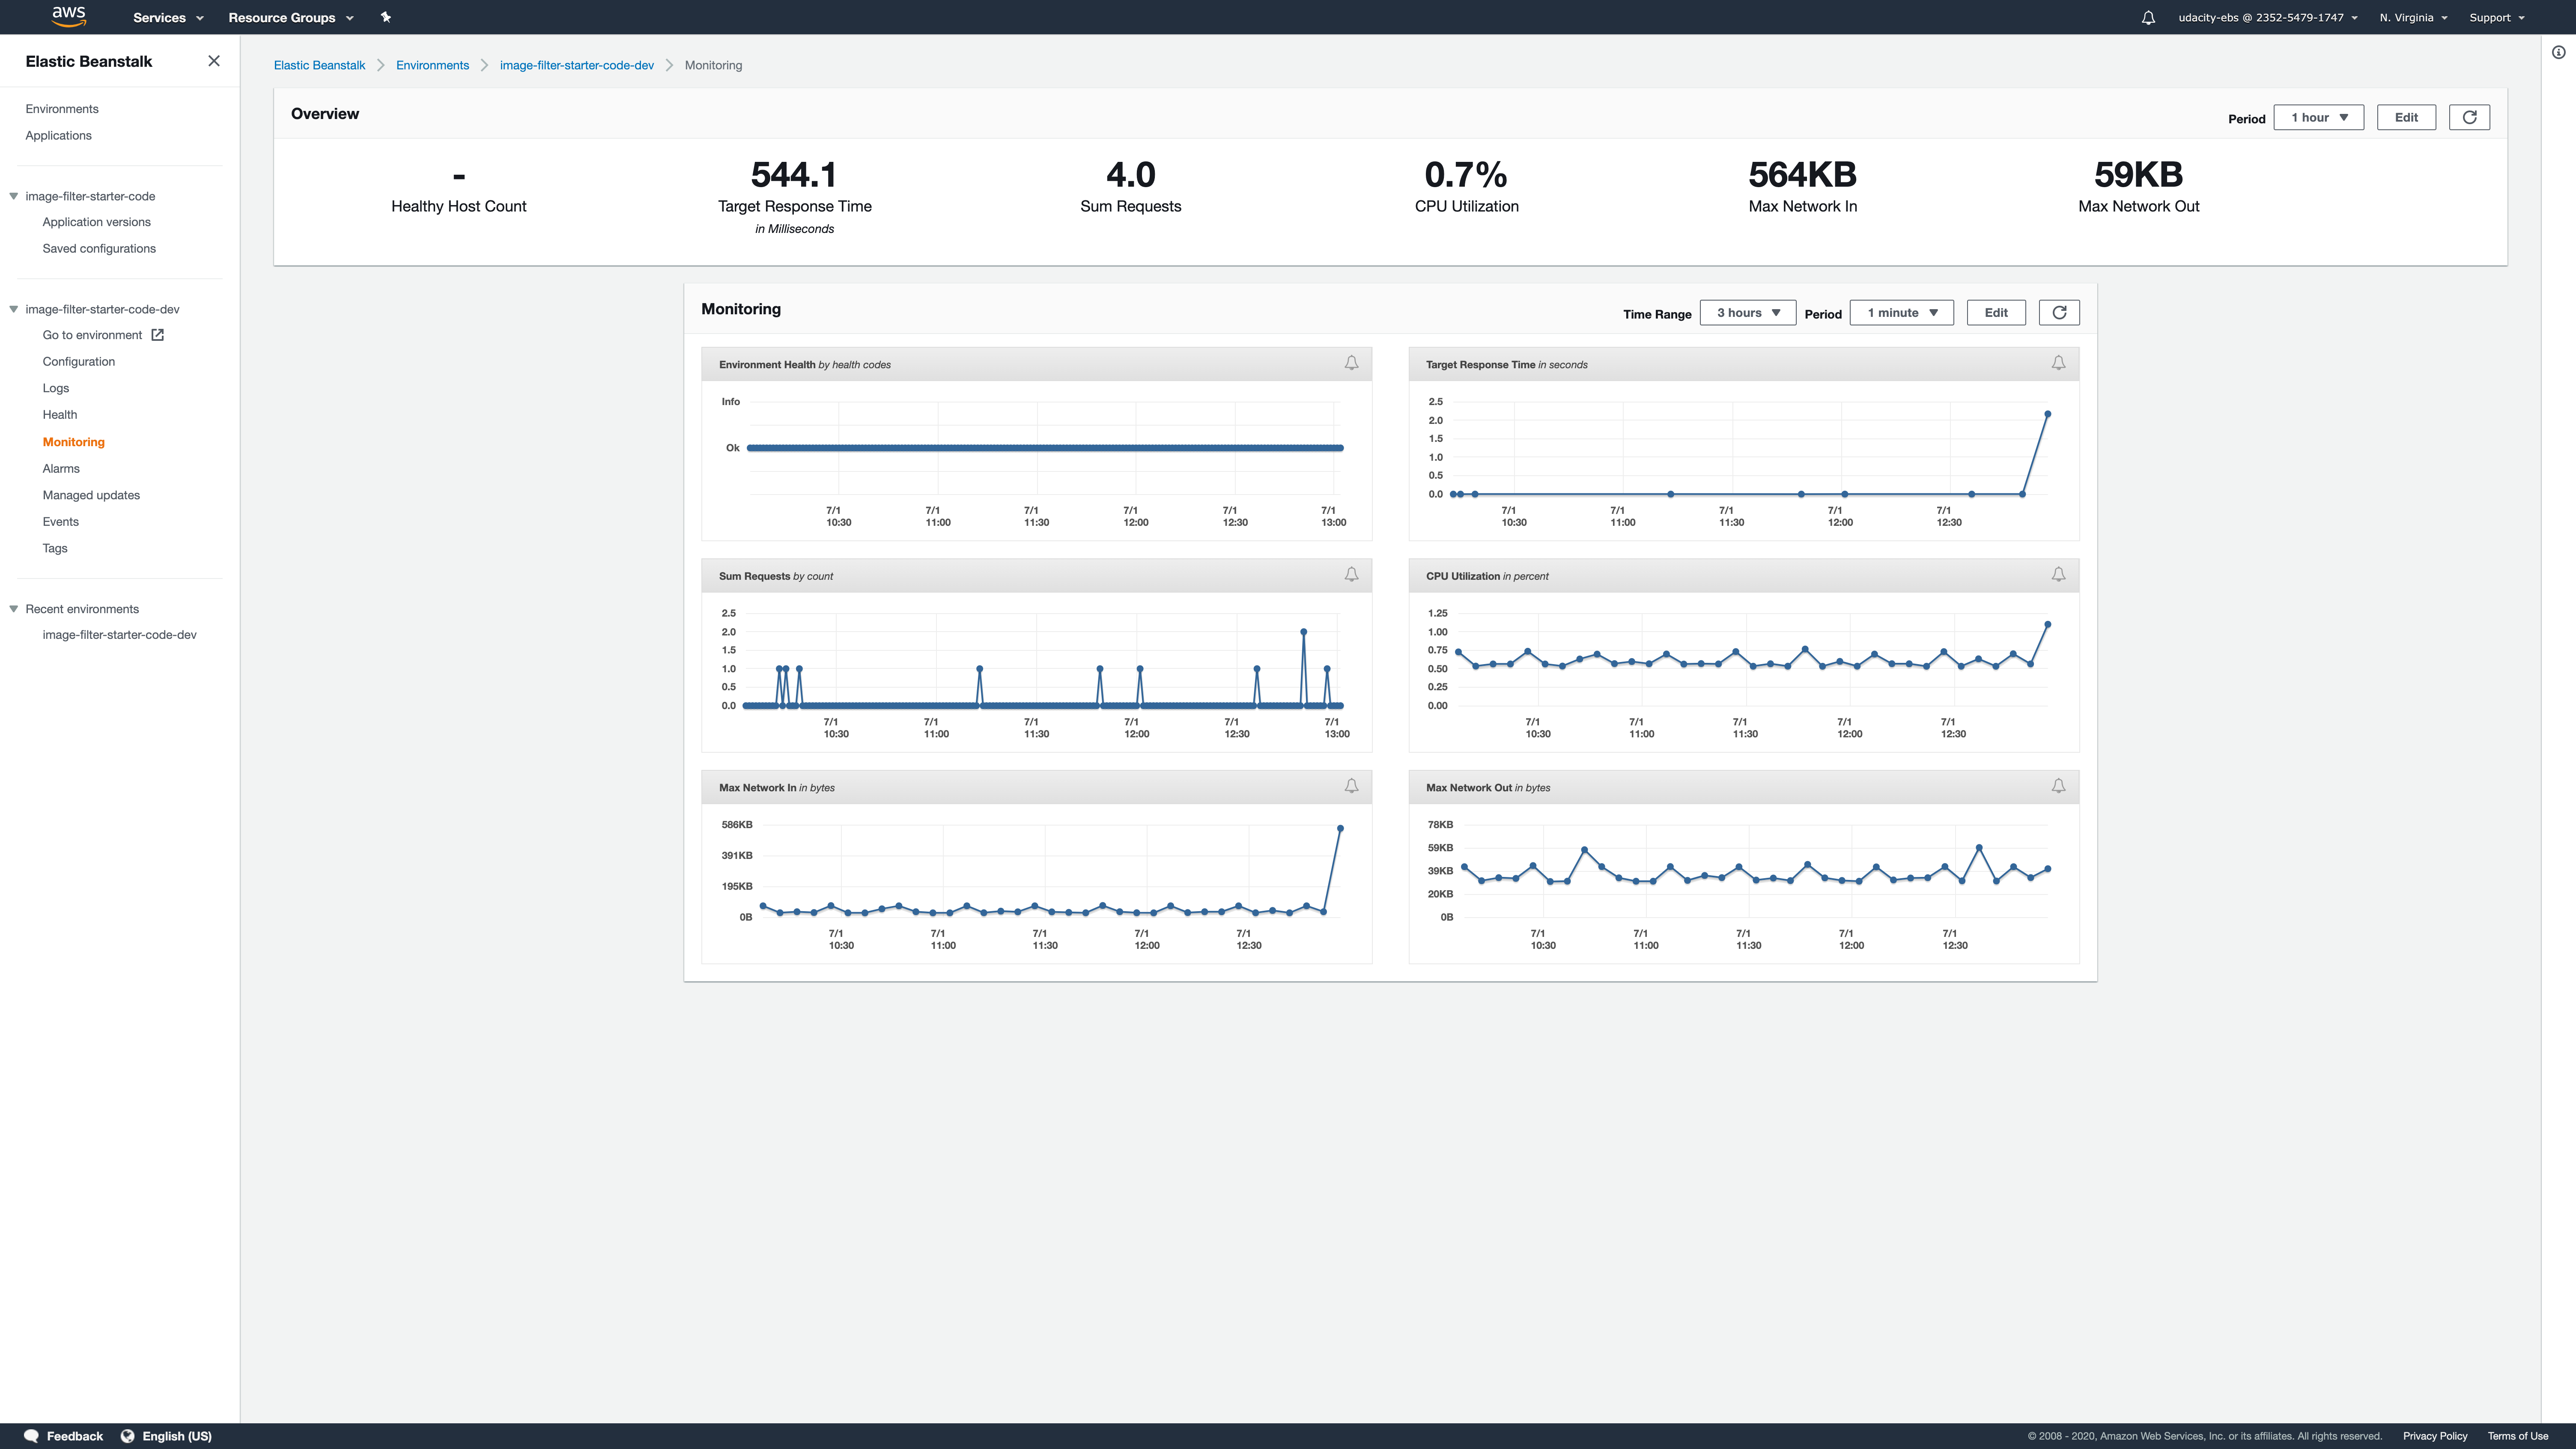 aws Services Resource Groups udacity-ebs @ 2352-5479-1747 N. Virginia Support
Elastic Beanstalk
Environments
Applications
image-filter-starter-code
Application versions
Saved configurations
image-filter-starter-code-dev
Go to environment
Configuration
Logs
Health
Monitoring
Alarms
Managed updates
Events
Tags
Recent environments
image-filter-starter-code-dev
Elastic Beanstalk Environments image-filter-starter-code-dev Monitoring
Overview
Period 1 hour Edit
- 544.1 4.0 0.7% 564KB 59KB
Healthy Host Count Target Response Time Sum Requests CPU Utilization Max Network In Max Network Out
in Milliseconds
Monitoring
Time Range 3 hours Period 1 minute Edit
Environment Health by health codes
Info
Ok
7/1 7/1 7/1 7/1 7/1 7/1
10:30 11:00 11:30 12:00 12:30 13:00
Target Response Time in seconds
2.5
2.0
1.5
1.0
0.5
0.0
7/1 7/1 7/1 7/1 7/1
10:30 11:00 11:30 12:00 12:30
Sum Requests by count
2.5
2.0
1.5
1.0
0.5
0.0
7/1 7/1 7/1 7/1 7/1 7/1
10:30 11:00 11:30 12:00 12:30 13:00
CPU Utilization in percent
1.25
1.00
0.75
0.50
0.25
0.00
7/1 7/1 7/1 7/1 7/1
10:30 11:00 11:30 12:00 12:30
Max Network In in bytes
586KB
391KB
195KB
0B
7/1 7/1 7/1 7/1 7/1
10:30 11:00 11:30 12:00 12:30
Max Network Out in bytes
78KB
59KB
39KB
20KB
0B
7/1 7/1 7/1 7/1 7/1
10:30 11:00 11:30 12:00 12:30
Feedback English (US) © 2008 - 2020, Amazon Web Services, Inc. or its affiliates. All rights reserved. Privacy Policy Terms of Use